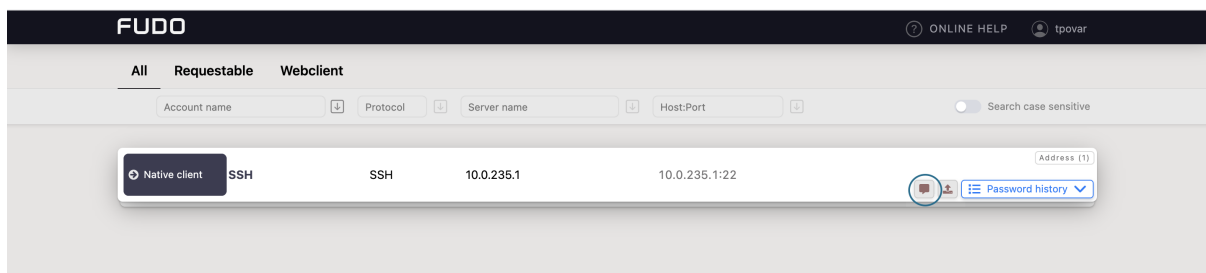 FUDO ONLINE HELP tpovar
All Requestable Webclient
Account name Protocol Server name Host:Port Search case sensitive
Address (1)
Native client SSH SSH 10.0.235.1 10.0.235.1:22
Password history